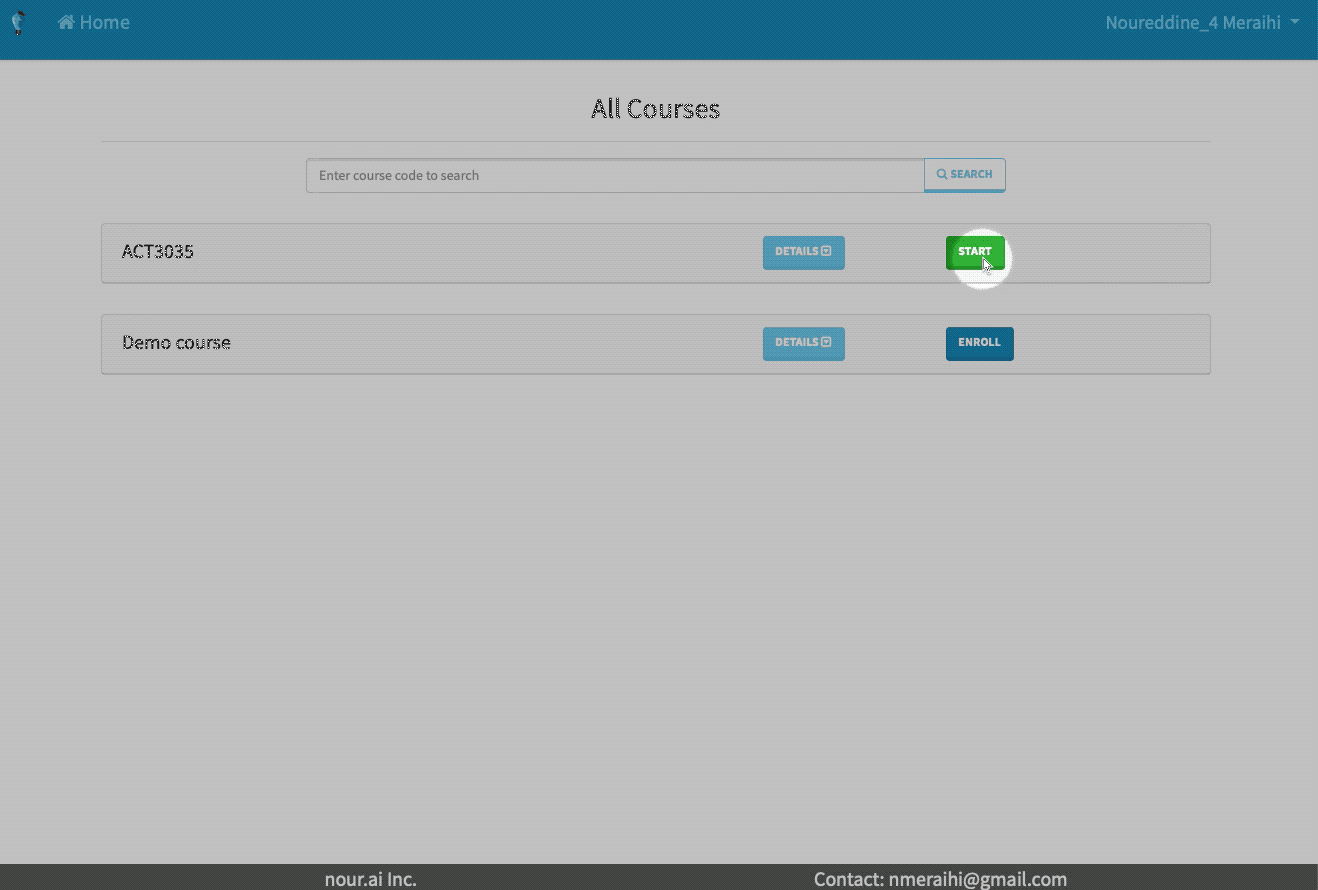 Home
Noureddine_4 Meraihi
All Courses
Enter course code to search
SEARCH
ACT3035
DETAILS
START
Demo course
DETAILS
ENROLL
nour.ai Inc.
Contact: nmeraihi@gmail.com